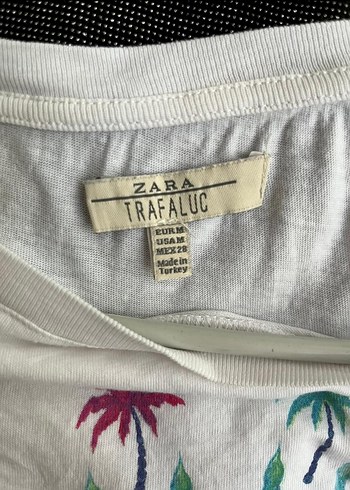 ZARA
TRAFALUC
EUR M
USA M
MEX 28
Made in
Turkey